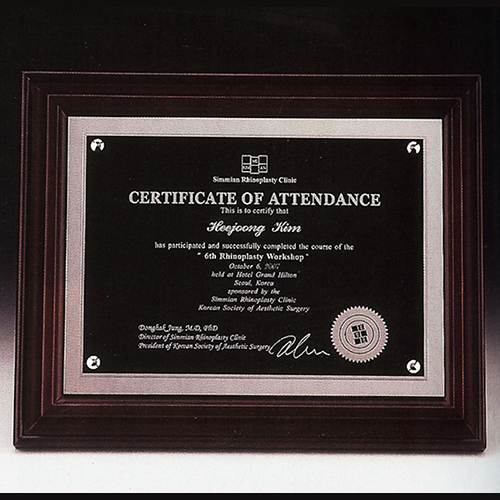 Simmian Rhinoplasty Clinic
CERTIFICATE OF ATTENDANCE
This is to certify that
Heejoong Kim
has participated and successfully completed the course of the
" 6th Rhinoplasty Workshop"
October 6, 2007
held at Hotel Grand Hilton
Seoul, Korea
sponsored by the
Simmian Rhinoplasty Clinic
Korean Society of Aesthetic Surgery
Donghak Jung, M.D, PhD
Director of Simmian Rhinoplasty Clinic
President of Korean Society of Aesthetic Surgery